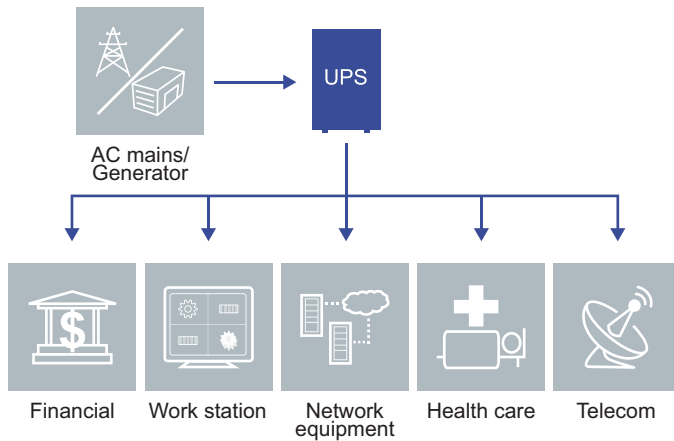 UPS
AC mains/
Generator
$
Financial
Work station
Network
equipment
Health care
Telecom